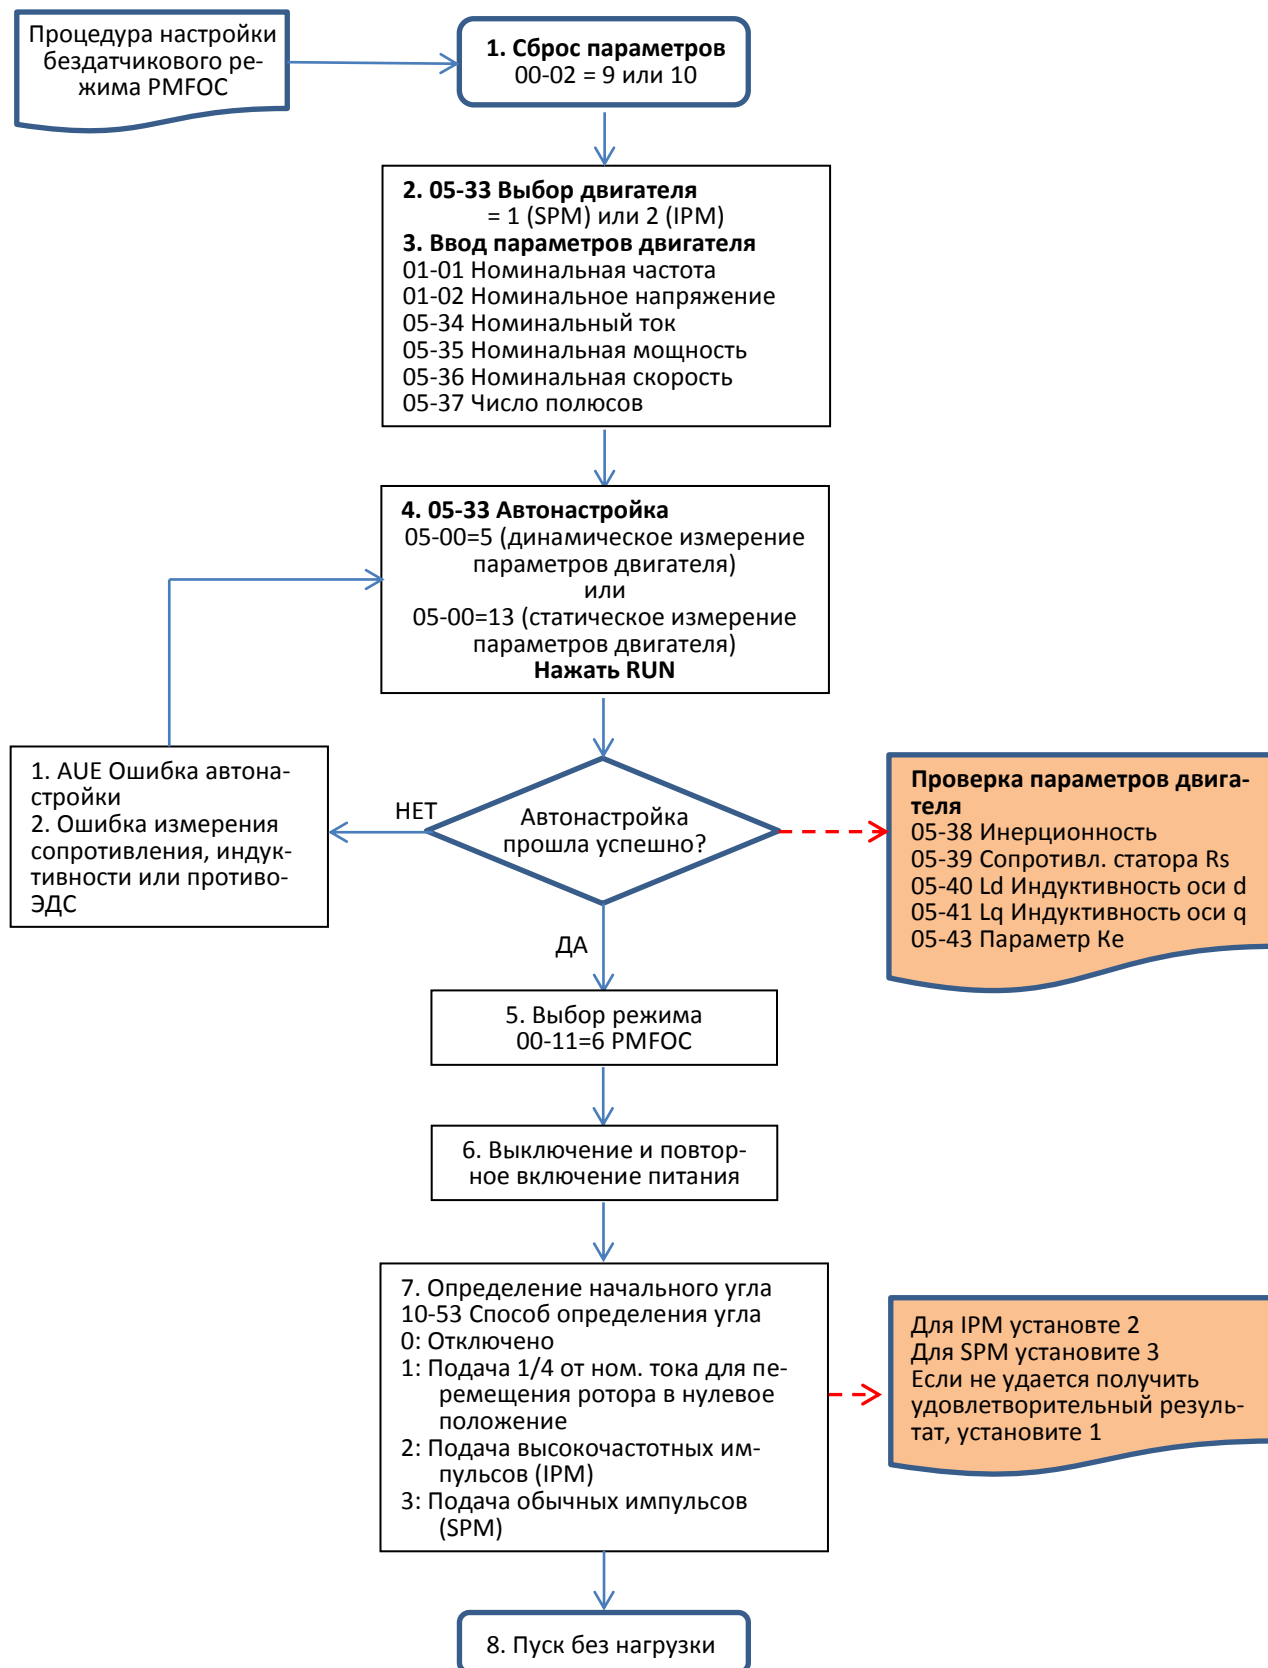 Процедура настройки
бездатчикового ре-
жима PMFOC
1. Сброс параметров
00-02 = 9 или 10
2. 05-33 Выбор двигателя
= 1 (SPM) или 2 (IPM)
3. Ввод параметров двигателя
01-01 Номинальная частота
01-02 Номинальное напряжение
05-34 Номинальный ток
05-35 Номинальная мощность
05-36 Номинальная скорость
05-37 Число полюсов
4. 05-33 Автонастройка
05-00=5 (динамическое измерение
параметров двигателя)
или
05-00=13 (статическое измерение
параметров двигателя)
Нажать RUN
1. AUE Ошибка автона-
стройки
2. Ошибка измерения
сопротивления, индук-
тивности или противо-
ЭДС
НЕТ
Автонастройка
прошла успешно?
Проверка параметров двига-
теля
05-38 Инерционность
05-39 Сопротивл. статора Rs
05-40 Ld Индуктивность оси d
05-41 Lq Индуктивность оси q
05-43 Параметр Ke
ДА
5. Выбор режима
00-11=6 PMFOC
6. Выключение и повтор-
ное включение питания
7. Определение начального угла
10-53 Способ определения угла
0: Отключено
1: Подача 1/4 от ном. тока для пе-
ремещения ротора в нулевое
положение
2: Подача высокочастотных им-
пульсов (IPM)
3: Подача обычных импульсов
(SPM)
Для IPM установте 2
Для SPM установите 3
Если не удается получить
удовлетворительный резуль-
тат, установите 1
8. Пуск без нагрузки